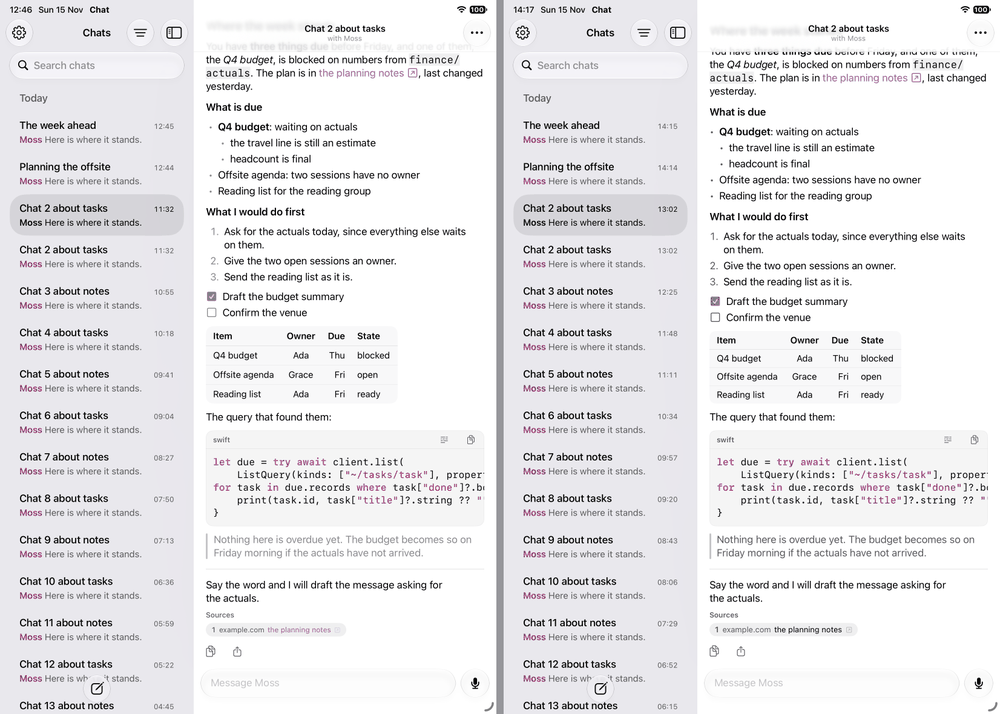 12:46 Sun 15 Nov Chat
100
Chats
Search chats
Today
The week ahead 12:45
Moss Here is where it stands.
Planning the offsite 12:44
Moss Here is where it stands.
Chat 2 about tasks 11:32
Moss Here is where it stands.
Chat 2 about tasks 11:32
Moss Here is where it stands.
Chat 3 about notes 10:55
Moss Here is where it stands.
Chat 4 about tasks 10:18
Moss Here is where it stands.
Chat 5 about notes 09:41
Moss Here is where it stands.
Chat 6 about tasks 09:04
Moss Here is where it stands.
Chat 7 about notes 08:27
Moss Here is where it stands.
Chat 8 about tasks 07:50
Moss Here is where it stands.
Chat 9 about notes 07:13
Moss Here is where it stands.
Chat 10 about tasks 06:36
Moss Here is where it stands.
Chat 11 about notes 05:59
Moss Here is where it stands.
Chat 12 about tasks 05:22
Moss Here is where it stands.
Chat 13 about notes 04:45
Chat 2 about tasks
with Moss
Where the week stands
You have three things due before Friday, and one of them,
the Q4 budget, is blocked on numbers from finance/
actuals. The plan is in the planning notes, last changed
yesterday.
What is due
• Q4 budget: waiting on actuals
• the travel line is still an estimate
• headcount is final
• Offsite agenda: two sessions have no owner
• Reading list for the reading group
What I would do first
1. Ask for the actuals today, since everything else waits
on them.
2. Give the two open sessions an owner.
3. Send the reading list as it is.
Draft the budget summary
Confirm the venue
Item Owner Due State
Q4 budget Ada Thu blocked
Offsite agenda Grace Fri open
Reading list Ada Fri ready
The query that found them:
swift
let due = try await client.list(
ListQuery(kinds: ["~/tasks/task"], proper
for task in due.records where task["done"]?.bo
print(task.id, task["title"]?.string ?? "
}
Nothing here is overdue yet. The budget becomes so on
Friday morning if the actuals have not arrived.
Say the word and I will draft the message asking for
the actuals.
Sources
1 example.com the planning notes
Message Moss
14:17 Sun 15 Nov Chat
100
Chats
Search chats
Today
The week ahead 14:15
Moss Here is where it stands.
Planning the offsite 14:14
Moss Here is where it stands.
Chat 2 about tasks 13:02
Moss Here is where it stands.
Chat 2 about tasks 13:02
Moss Here is where it stands.
Chat 3 about notes 12:25
Moss Here is where it stands.
Chat 4 about tasks 11:48
Moss Here is where it stands.
Chat 5 about notes 11:11
Moss Here is where it stands.
Chat 6 about tasks 10:34
Moss Here is where it stands.
Chat 7 about notes 09:57
Moss Here is where it stands.
Chat 8 about tasks 09:20
Moss Here is where it stands.
Chat 9 about notes 08:43
Moss Here is where it stands.
Chat 10 about tasks 08:06
Moss Here is where it stands.
Chat 11 about notes 07:29
Moss Here is where it stands.
Chat 12 about tasks 06:52
Moss Here is where it stands.
Chat 13 about notes 06:15
Chat 2 about tasks
with Moss
You have three things due before Friday, and one of them,
the Q4 budget, is blocked on numbers from finance/
actuals. The plan is in the planning notes, last changed
yesterday.
What is due
• Q4 budget: waiting on actuals
• the travel line is still an estimate
• headcount is final
• Offsite agenda: two sessions have no owner
• Reading list for the reading group
What I would do first
1. Ask for the actuals today, since everything else waits
on them.
2. Give the two open sessions an owner.
3. Send the reading list as it is.
Draft the budget summary
Confirm the venue
Item Owner Due State
Q4 budget Ada Thu blocked
Offsite agenda Grace Fri open
Reading list Ada Fri ready
The query that found them:
swift
let due = try await client.list(
ListQuery(kinds: ["~/tasks/task"], proper
for task in due.records where task["done"]?.bo
print(task.id, task["title"]?.string ?? "
}
Nothing here is overdue yet. The budget becomes so on
Friday morning if the actuals have not arrived.
Say the word and I will draft the message asking for
the actuals.
Sources
1 example.com the planning notes
Message Moss